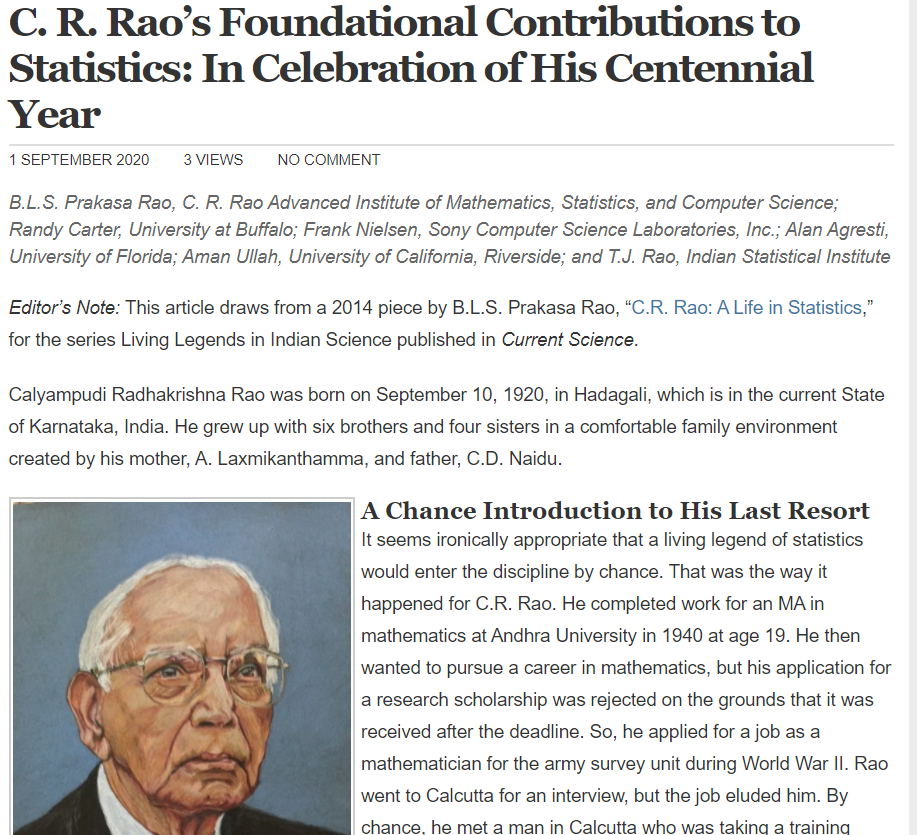 C. R. Rao’s Foundational Contributions to
Statistics: In Celebration of His Centennial
Year
1 SEPTEMBER 2020 3 VIEWS NO COMMENT
B.L.S. Prakasa Rao, C. R. Rao Advanced Institute of Mathematics, Statistics, and Computer Science;
Randy Carter, University at Buffalo; Frank Nielsen, Sony Computer Science Laboratories, Inc.; Alan Agresti,
University of Florida; Aman Ullah, University of California, Riverside; and T.J. Rao, Indian Statistical Institute
Editor’s Note: This article draws from a 2014 piece by B.L.S. Prakasa Rao, “C.R. Rao: A Life in Statistics,”
for the series Living Legends in Indian Science published in Current Science.
Calyampudi Radhakrishna Rao was born on September 10, 1920, in Hadagali, which is in the current State
of Karnataka, India. He grew up with six brothers and four sisters in a comfortable family environment
created by his mother, A. Laxmikanthamma, and father, C.D. Naidu.
A Chance Introduction to His Last Resort
It seems ironically appropriate that a living legend of statistics
would enter the discipline by chance. That was the way it
happened for C.R. Rao. He completed work for an MA in
mathematics at Andhra University in 1940 at age 19. He then
wanted to pursue a career in mathematics, but his application for
a research scholarship was rejected on the grounds that it was
received after the deadline. So, he applied for a job as a
mathematician for the army survey unit during World War II. Rao
went to Calcutta for an interview, but the job eluded him. By
chance, he met a man in Calcutta who was taking a training